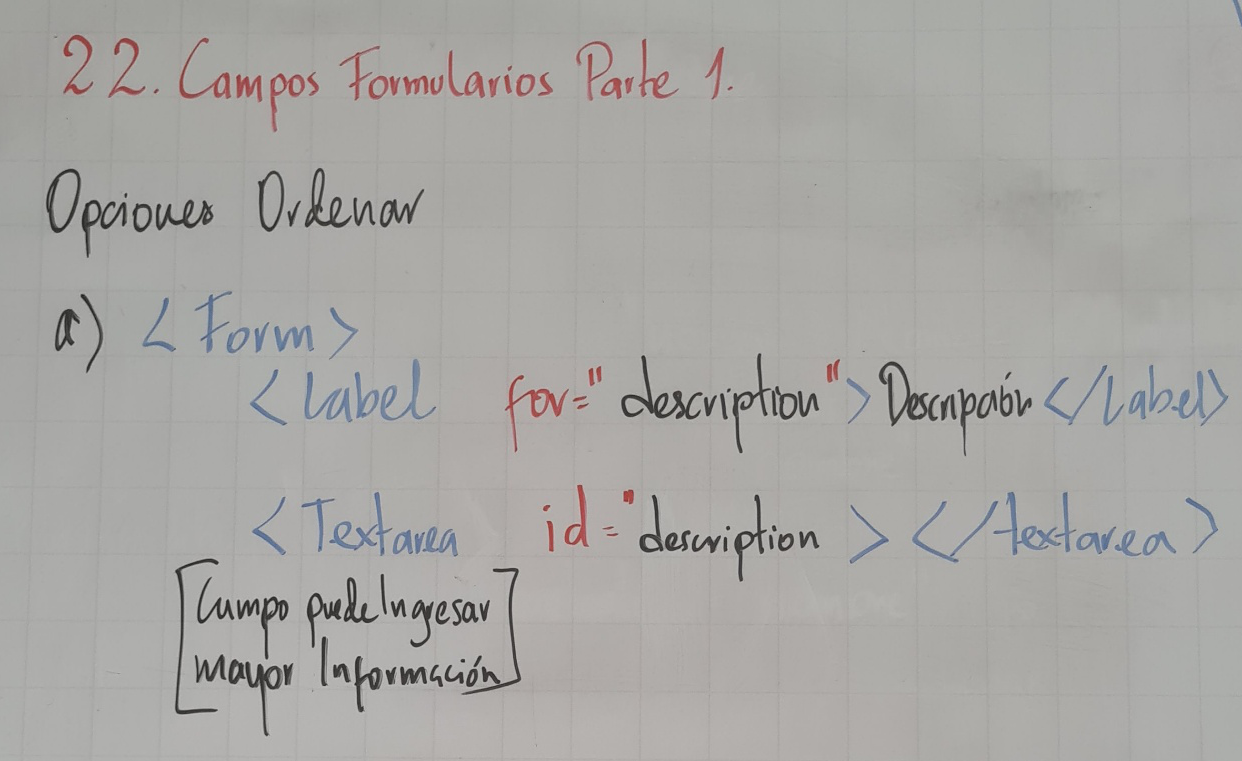 22. Campos Formularios Parte 1.
Opciones Ordenar
a) <Form>
<Label for="description">Descripción</Label>
<Textarea id="description></textarea>
[Campo puede Ingresar
mayor Información]